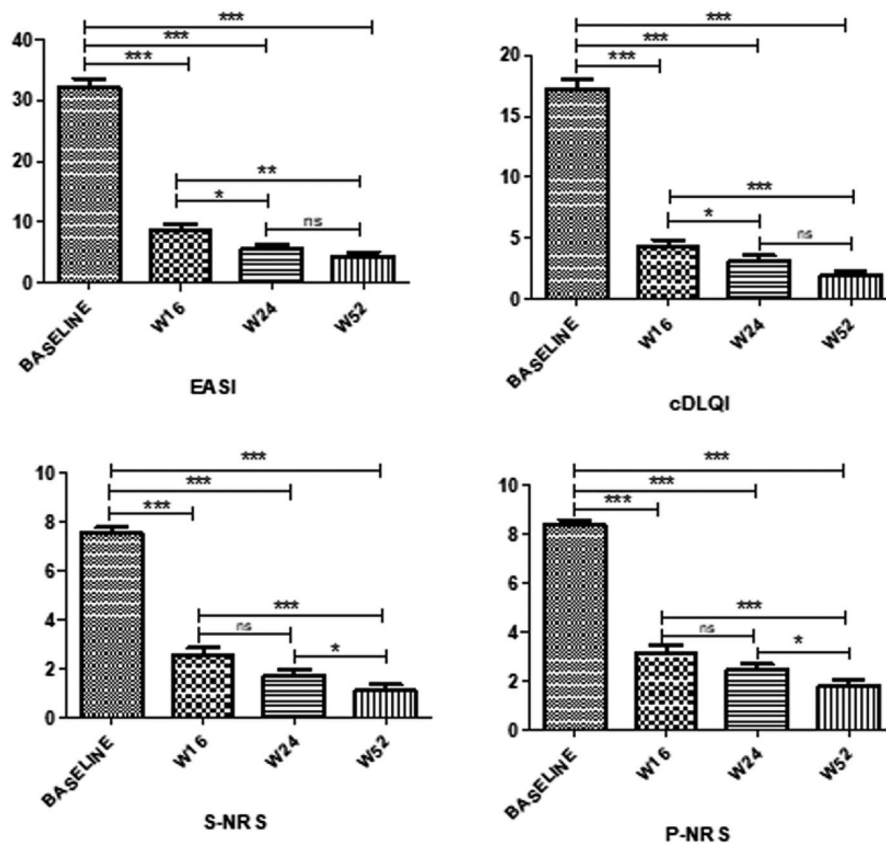 ***
***
***
40
30
20
10
0
**
*
ns
BASELINE
W16
W24
W52
EASI
***
***
***
20
15
10
5
0
***
*
ns
BASELINE
W16
W24
W52
cDLQI
***
***
***
10
8
6
4
2
0
***
ns
*
BASELINE
W16
W24
W52
S-NRS
***
***
***
10
8
6
4
2
0
***
ns
*
BASELINE
W16
W24
W52
P-NRS